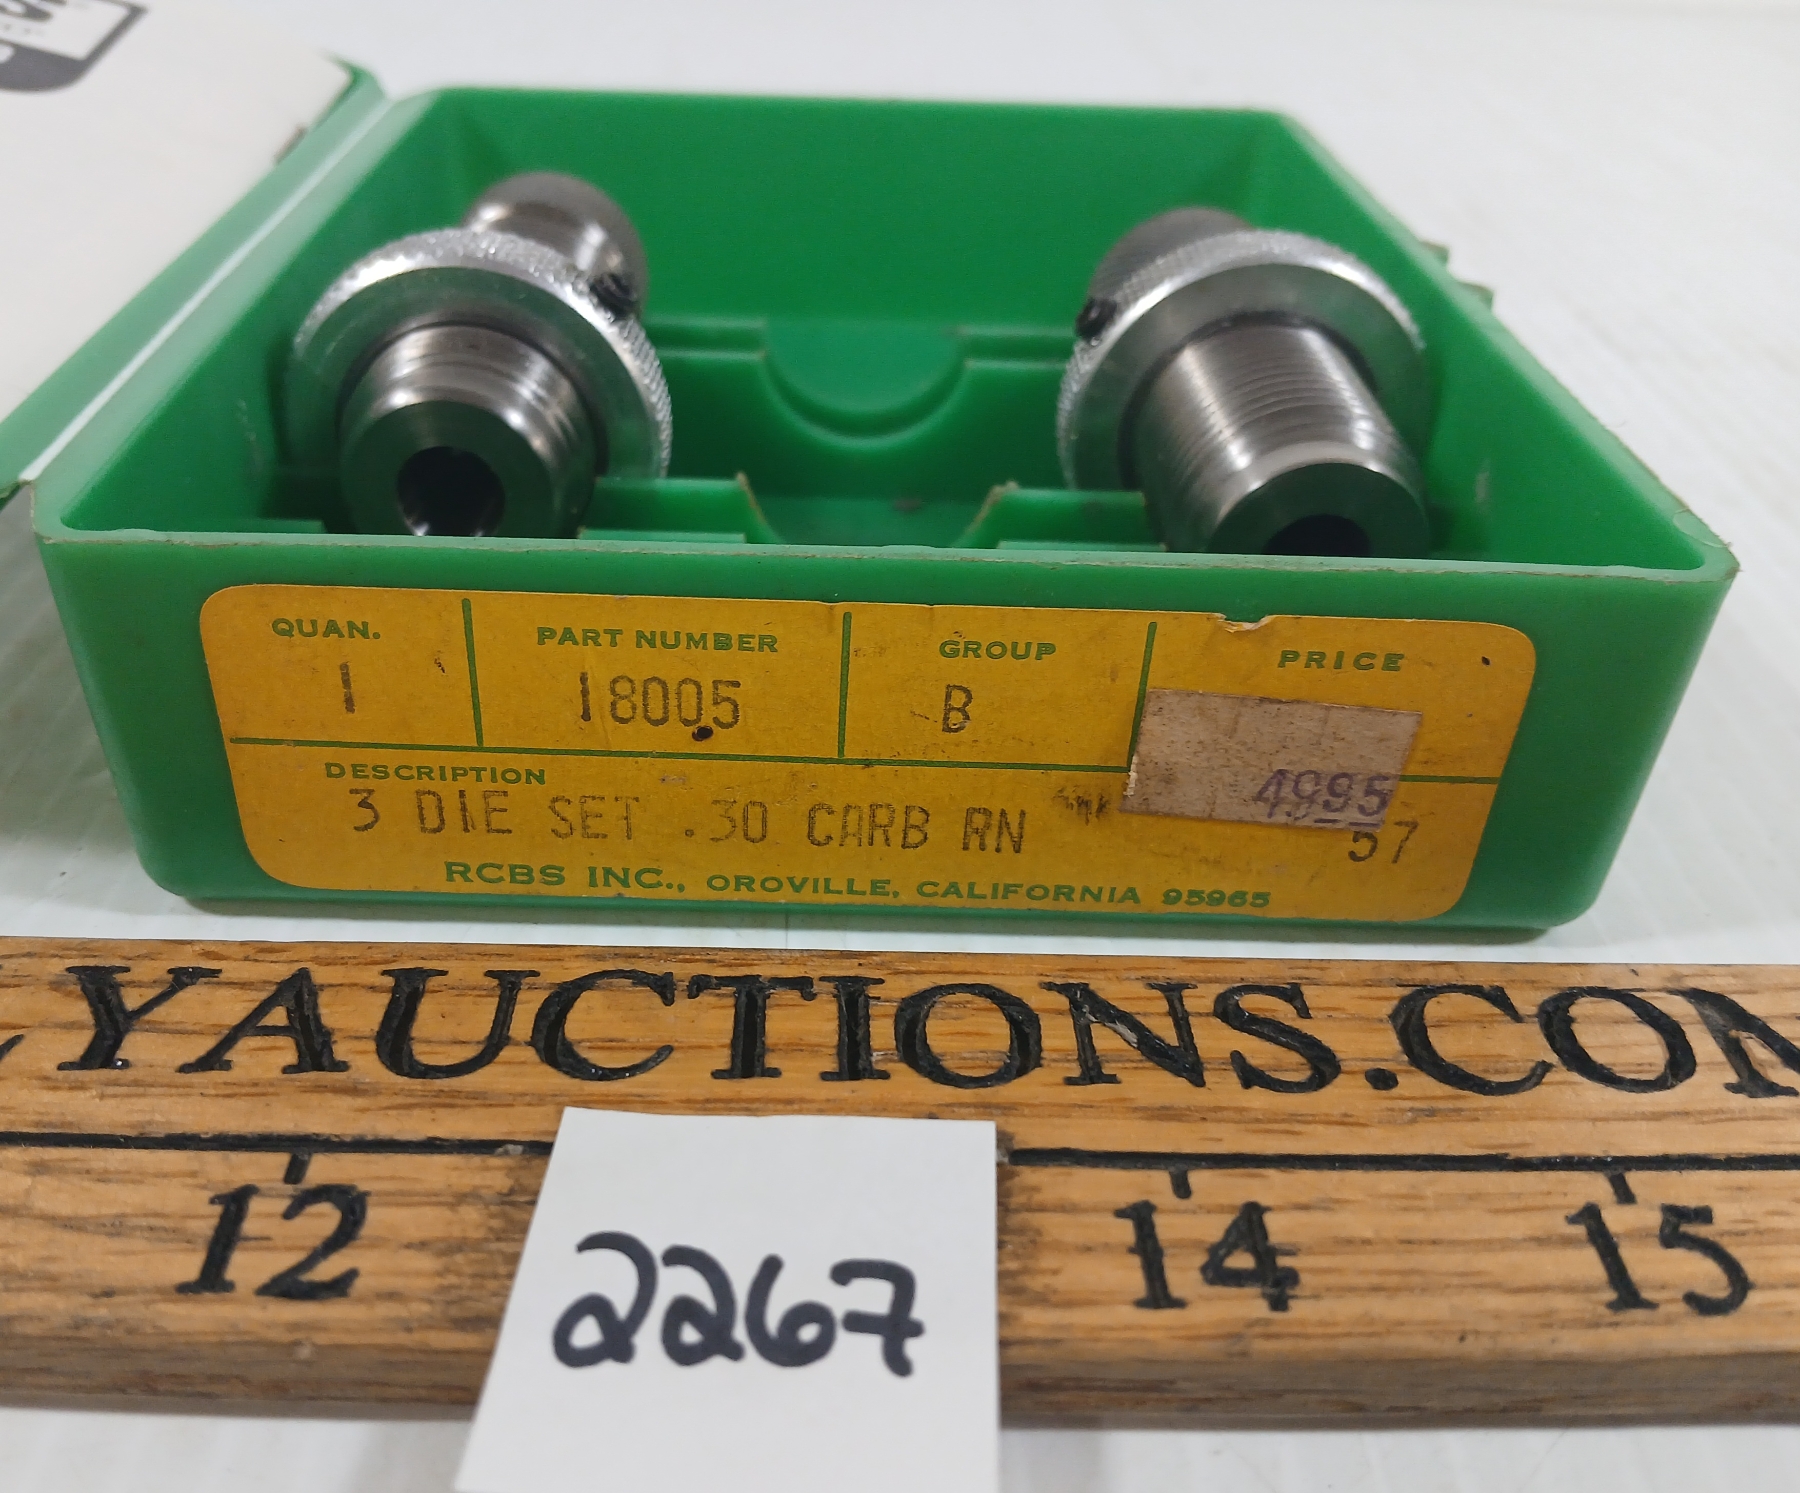 QUAN. PART NUMBER GROUP PRICE
1 18005 B
4995
DESCRIPTION
3 DIE SET .30 CARB RN 57
RCBS INC., OROVILLE, CALIFORNIA 95965
YAUCTIONS.COM
12 14 15
2267